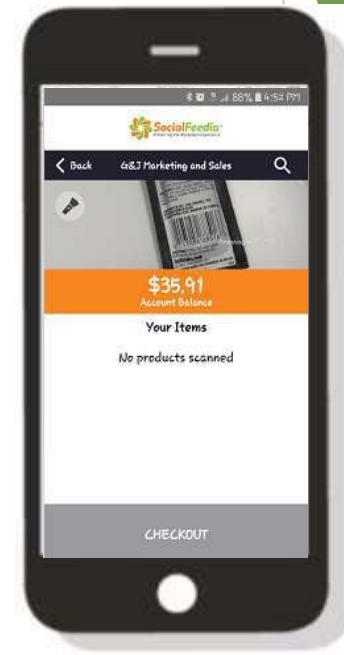 88% 4:52 PM
SocialFeedia
Back G&J Marketing and Sales
$35.91
Account Balance
Your Items
No products scanned
CHECKOUT